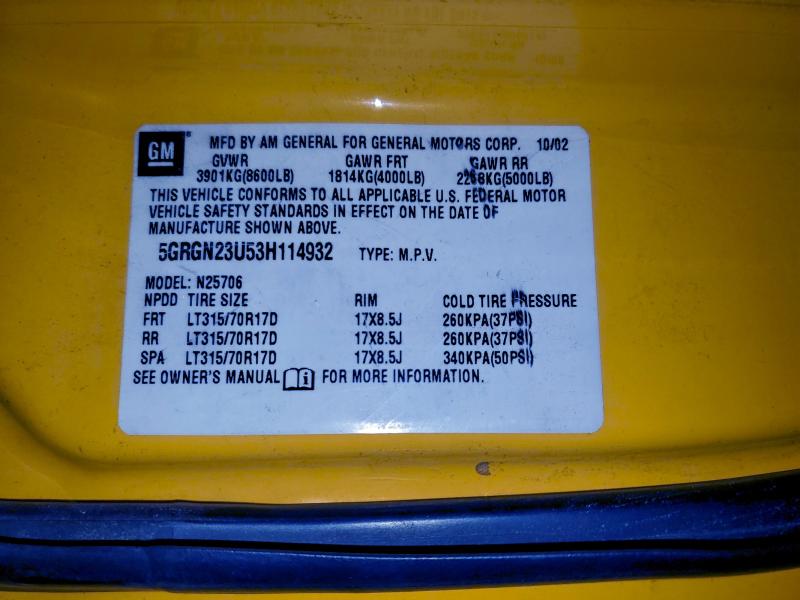 GM MFD BY AM GENERAL FOR GENERAL MOTORS CORP. 10/02
GVWR GAWR FRT GAWR RR
3901KG(8600LB) 1814KG(4000LB) 2268KG(5000LB)
THIS VEHICLE CONFORMS TO ALL APPLICABLE U.S. FEDERAL MOTOR
VEHICLE SAFETY STANDARDS IN EFFECT ON THE DATE OF
MANUFACTURE SHOWN ABOVE.
5GRGN23U53H114932 TYPE: M.P.V.
MODEL: N25706
NPDD TIRE SIZE RIM COLD TIRE PRESSURE
FRT LT315/70R17D 17X8.5J 260KPA(37PSI)
RR LT315/70R17D 17X8.5J 260KPA(37PSI)
SPA LT315/70R17D 17X8.5J 340KPA(50PSI)
SEE OWNER'S MANUAL FOR MORE INFORMATION.